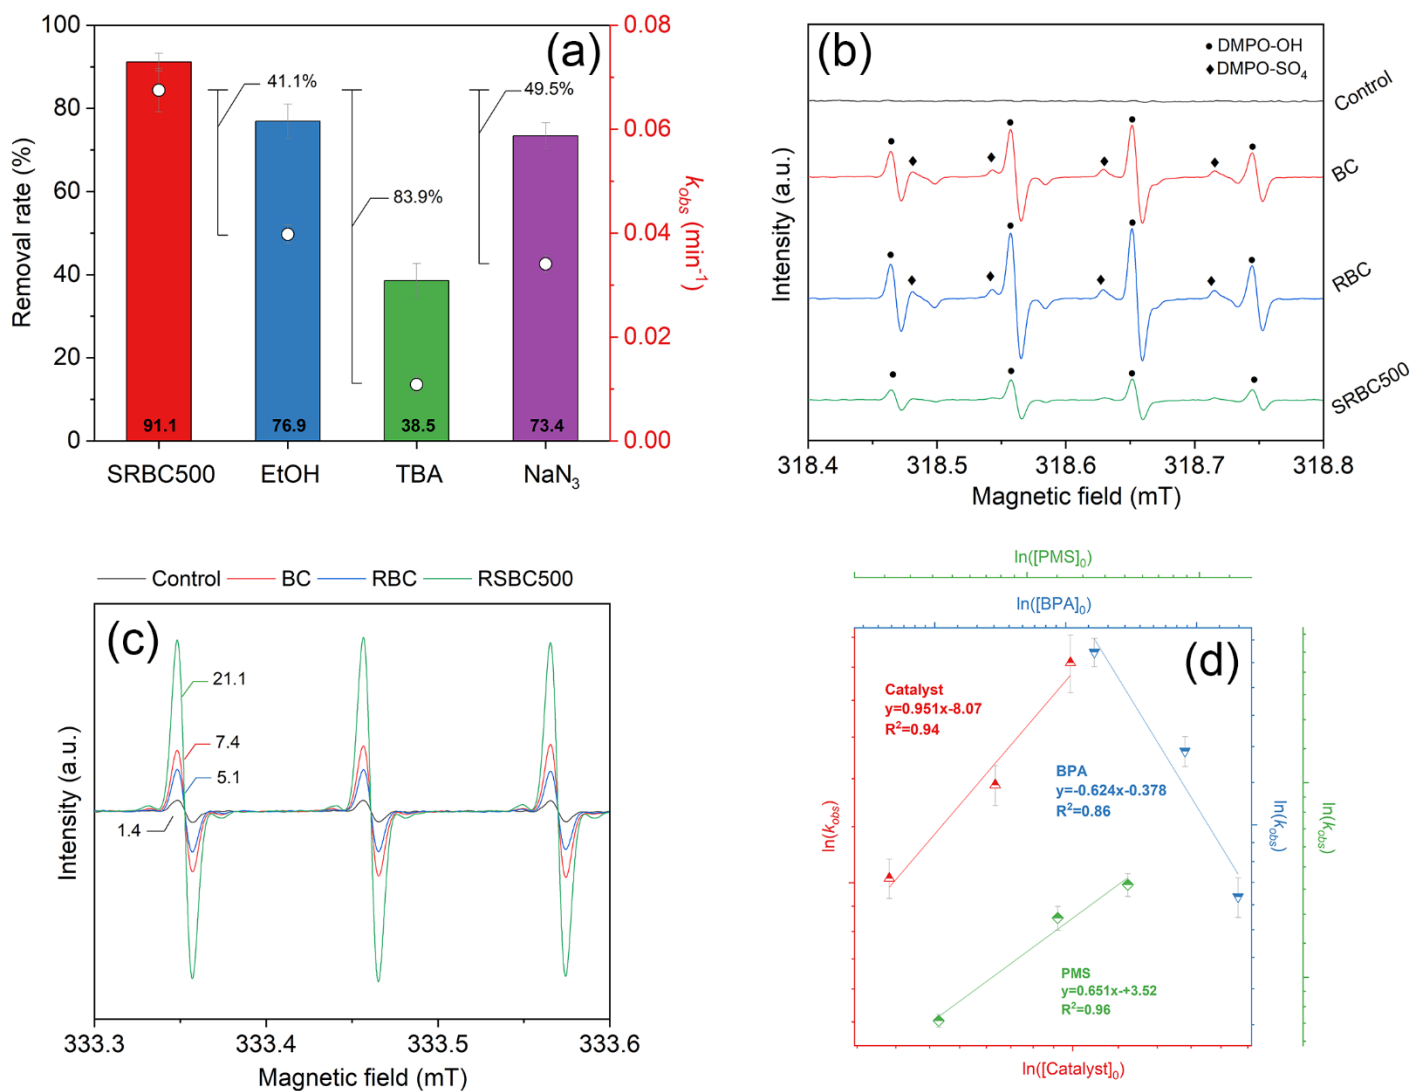 (a)
Removal rate (%)
100
80
60
40
20
0
0.08
0.06
0.04
0.02
0.00
k_obs (min⁻¹)
41.1%
83.9%
49.5%
91.1
76.9
38.5
73.4
SRBC500
EtOH
TBA
NaN₃
(b)
DMPO-OH
DMPO-SO₄
Control
BC
RBC
SRBC500
Intensity (a.u.)
318.4
318.5
318.6
318.7
318.8
Magnetic field (mT)
Control
BC
RBC
RSBC500
(c)
21.1
7.4
5.1
1.4
Intensity (a.u.)
333.3
333.4
333.5
333.6
Magnetic field (mT)
ln([PMS]₀)
ln([BPA]₀)
(d)
Catalyst
y=0.951x-8.07
R²=0.94
BPA
y=-0.624x-0.378
R²=0.86
PMS
y=0.651x-+3.52
R²=0.96
ln(k_obs)
ln(k_obs)
ln(k_obs)
ln([Catalyst]₀)